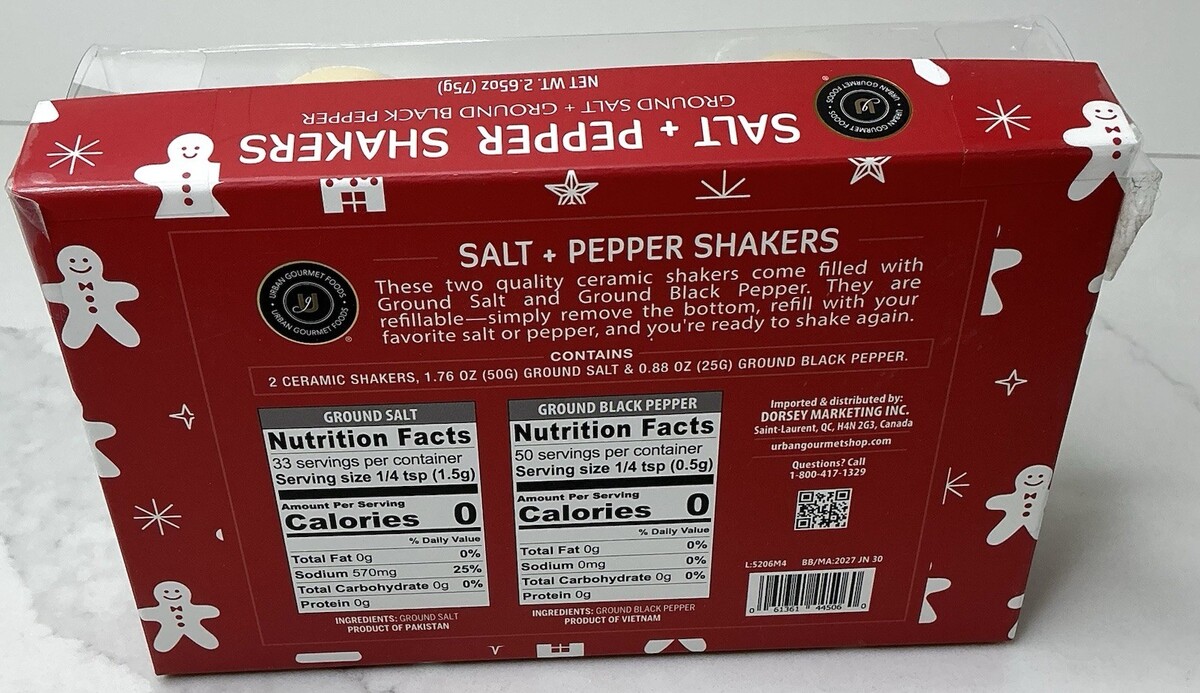 SALT + PEPPER SHAKERS
GROUND SALT + GROUND BLACK PEPPER
NET WT. 2.65oz (75g)
URBAN GOURMET FOODS • URBAN GOURMET FOODS •
SALT + PEPPER SHAKERS
URBAN GOURMET FOODS • URBAN GOURMET FOODS •
®
These two quality ceramic shakers come filled with
Ground Salt and Ground Black Pepper. They are
refillable—simply remove the bottom, refill with your
favorite salt or pepper, and you're ready to shake again.
CONTAINS
2 CERAMIC SHAKERS, 1.76 OZ (50G) GROUND SALT & 0.88 OZ (25G) GROUND BLACK PEPPER.
GROUND SALT
Nutrition Facts
33 servings per container
Serving size 1/4 tsp (1.5g)
Amount Per Serving
Calories 0
% Daily Value
Total Fat 0g 0%
Sodium 570mg 25%
Total Carbohydrate 0g 0%
Protein 0g
INGREDIENTS: GROUND SALT
PRODUCT OF PAKISTAN
GROUND BLACK PEPPER
Nutrition Facts
50 servings per container
Serving size 1/4 tsp (0.5g)
Amount Per Serving
Calories 0
% Daily Value
Total Fat 0g 0%
Sodium 0mg 0%
Total Carbohydrate 0g 0%
Protein 0g
INGREDIENTS: GROUND BLACK PEPPER
PRODUCT OF VIETNAM
Imported & distributed by:
DORSEY MARKETING INC.
Saint-Laurent, QC, H4N 2G3, Canada
urbangourmetshop.com
Questions? Call
1-800-417-1329
L:5206M4 BB/MA:2027 JN 30
0 61361 44506 0